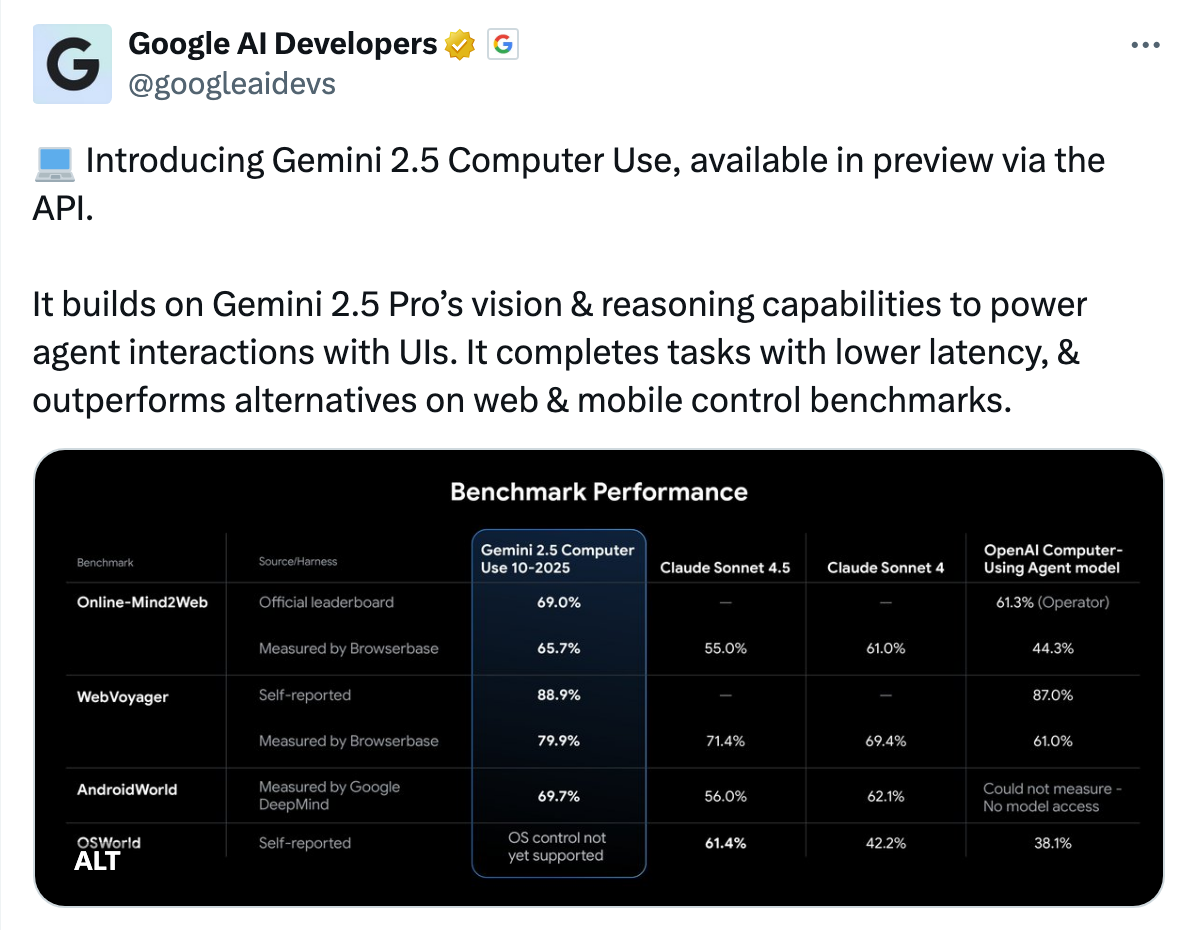 Google AI Developers
@googleaidevs
💻 Introducing Gemini 2.5 Computer Use, available in preview via the
API.
It builds on Gemini 2.5 Pro’s vision & reasoning capabilities to power
agent interactions with UIs. It completes tasks with lower latency, &
outperforms alternatives on web & mobile control benchmarks.
Benchmark Performance
Benchmark Source/Harness Gemini 2.5 Computer Use 10-2025 Claude Sonnet 4.5 Claude Sonnet 4 OpenAI Computer-Using Agent model
Online-Mind2Web Official leaderboard 69.0% — — 61.3% (Operator)
Measured by Browserbase 65.7% 55.0% 61.0% 44.3%
WebVoyager Self-reported 88.9% — — 87.0%
Measured by Browserbase 79.9% 71.4% 69.4% 61.0%
AndroidWorld Measured by Google DeepMind 69.7% 56.0% 62.1% Could not measure - No model access
OSWorld Self-reported OS control not yet supported 61.4% 42.2% 38.1%
ALT